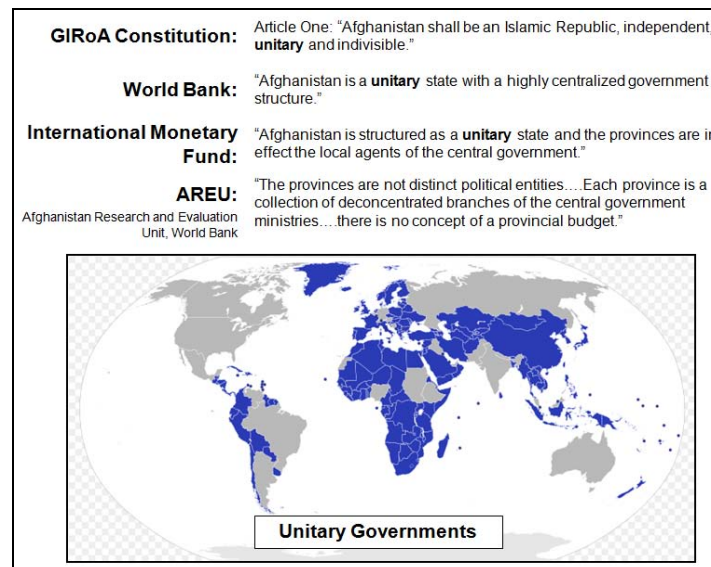 GIRoA Constitution:
Article One: “Afghanistan shall be an Islamic Republic, independent,
unitary and indivisible.”
World Bank:
“Afghanistan is a unitary state with a highly centralized government
structure.”
International Monetary
Fund:
“Afghanistan is structured as a unitary state and the provinces are in
effect the local agents of the central government.”
AREU:
Afghanistan Research and Evaluation
Unit, World Bank
“The provinces are not distinct political entities….Each province is a
collection of deconcentrated branches of the central government
ministries….there is no concept of a provincial budget.”
Unitary Governments